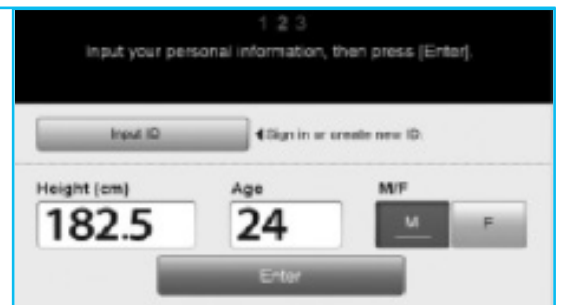 1 2 3
Input your personal information, then press [Enter].
Input ID
Sign in or create new ID.
Height (cm) Age M/F
182.5 24 M F
Enter